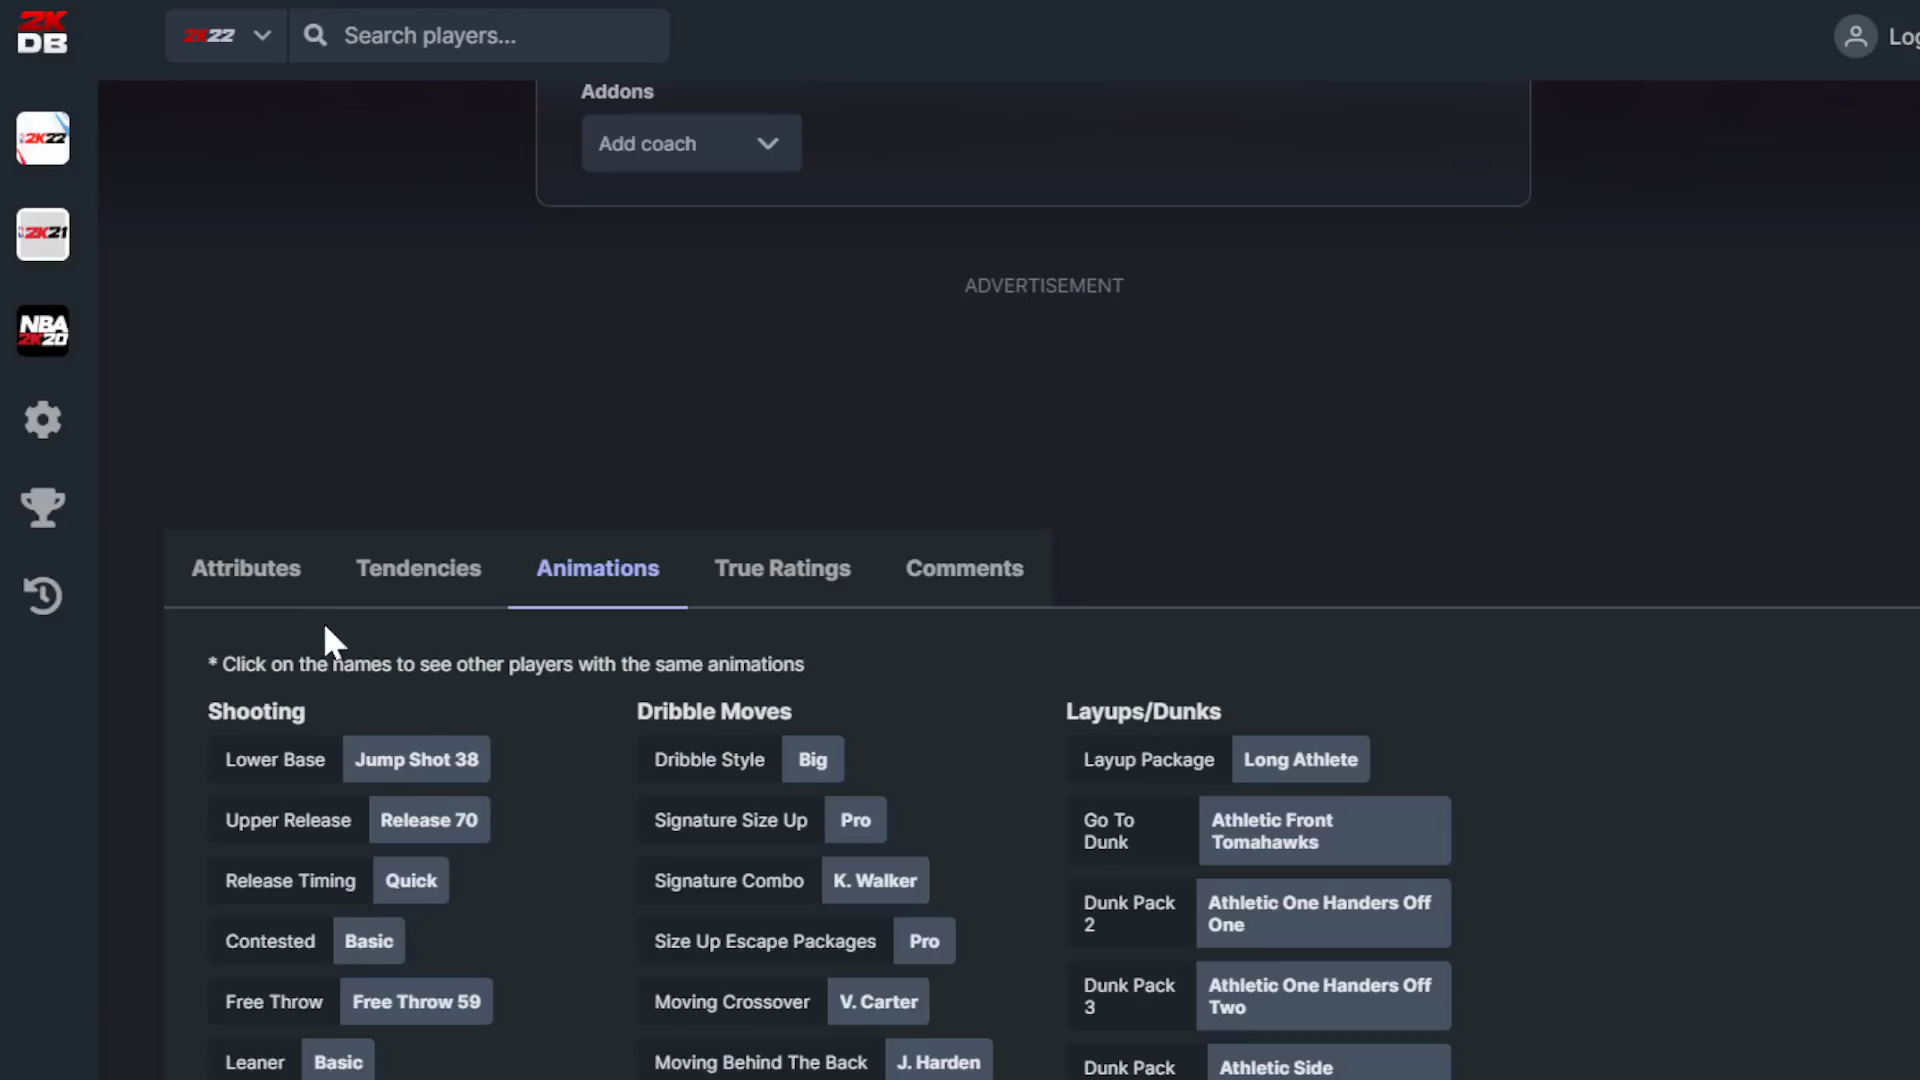 2K
DB
2K22
Search players...
Log
2K22
2K21
NBA
2K20
Addons
Add coach
ADVERTISEMENT
Attributes
Tendencies
Animations
True Ratings
Comments
* Click on the names to see other players with the same animations
Shooting
Lower Base Jump Shot 38
Upper Release Release 70
Release Timing Quick
Contested Basic
Free Throw Free Throw 59
Leaner Basic
Dribble Moves
Dribble Style Big
Signature Size Up Pro
Signature Combo K. Walker
Size Up Escape Packages Pro
Moving Crossover V. Carter
Moving Behind The Back J. Harden
Layups/Dunks
Layup Package Long Athlete
Go To
Dunk
Athletic Front
Tomahawks
Dunk Pack
2
Athletic One Handers Off
One
Dunk Pack
3
Athletic One Handers Off
Two
Dunk Pack
Athletic Side